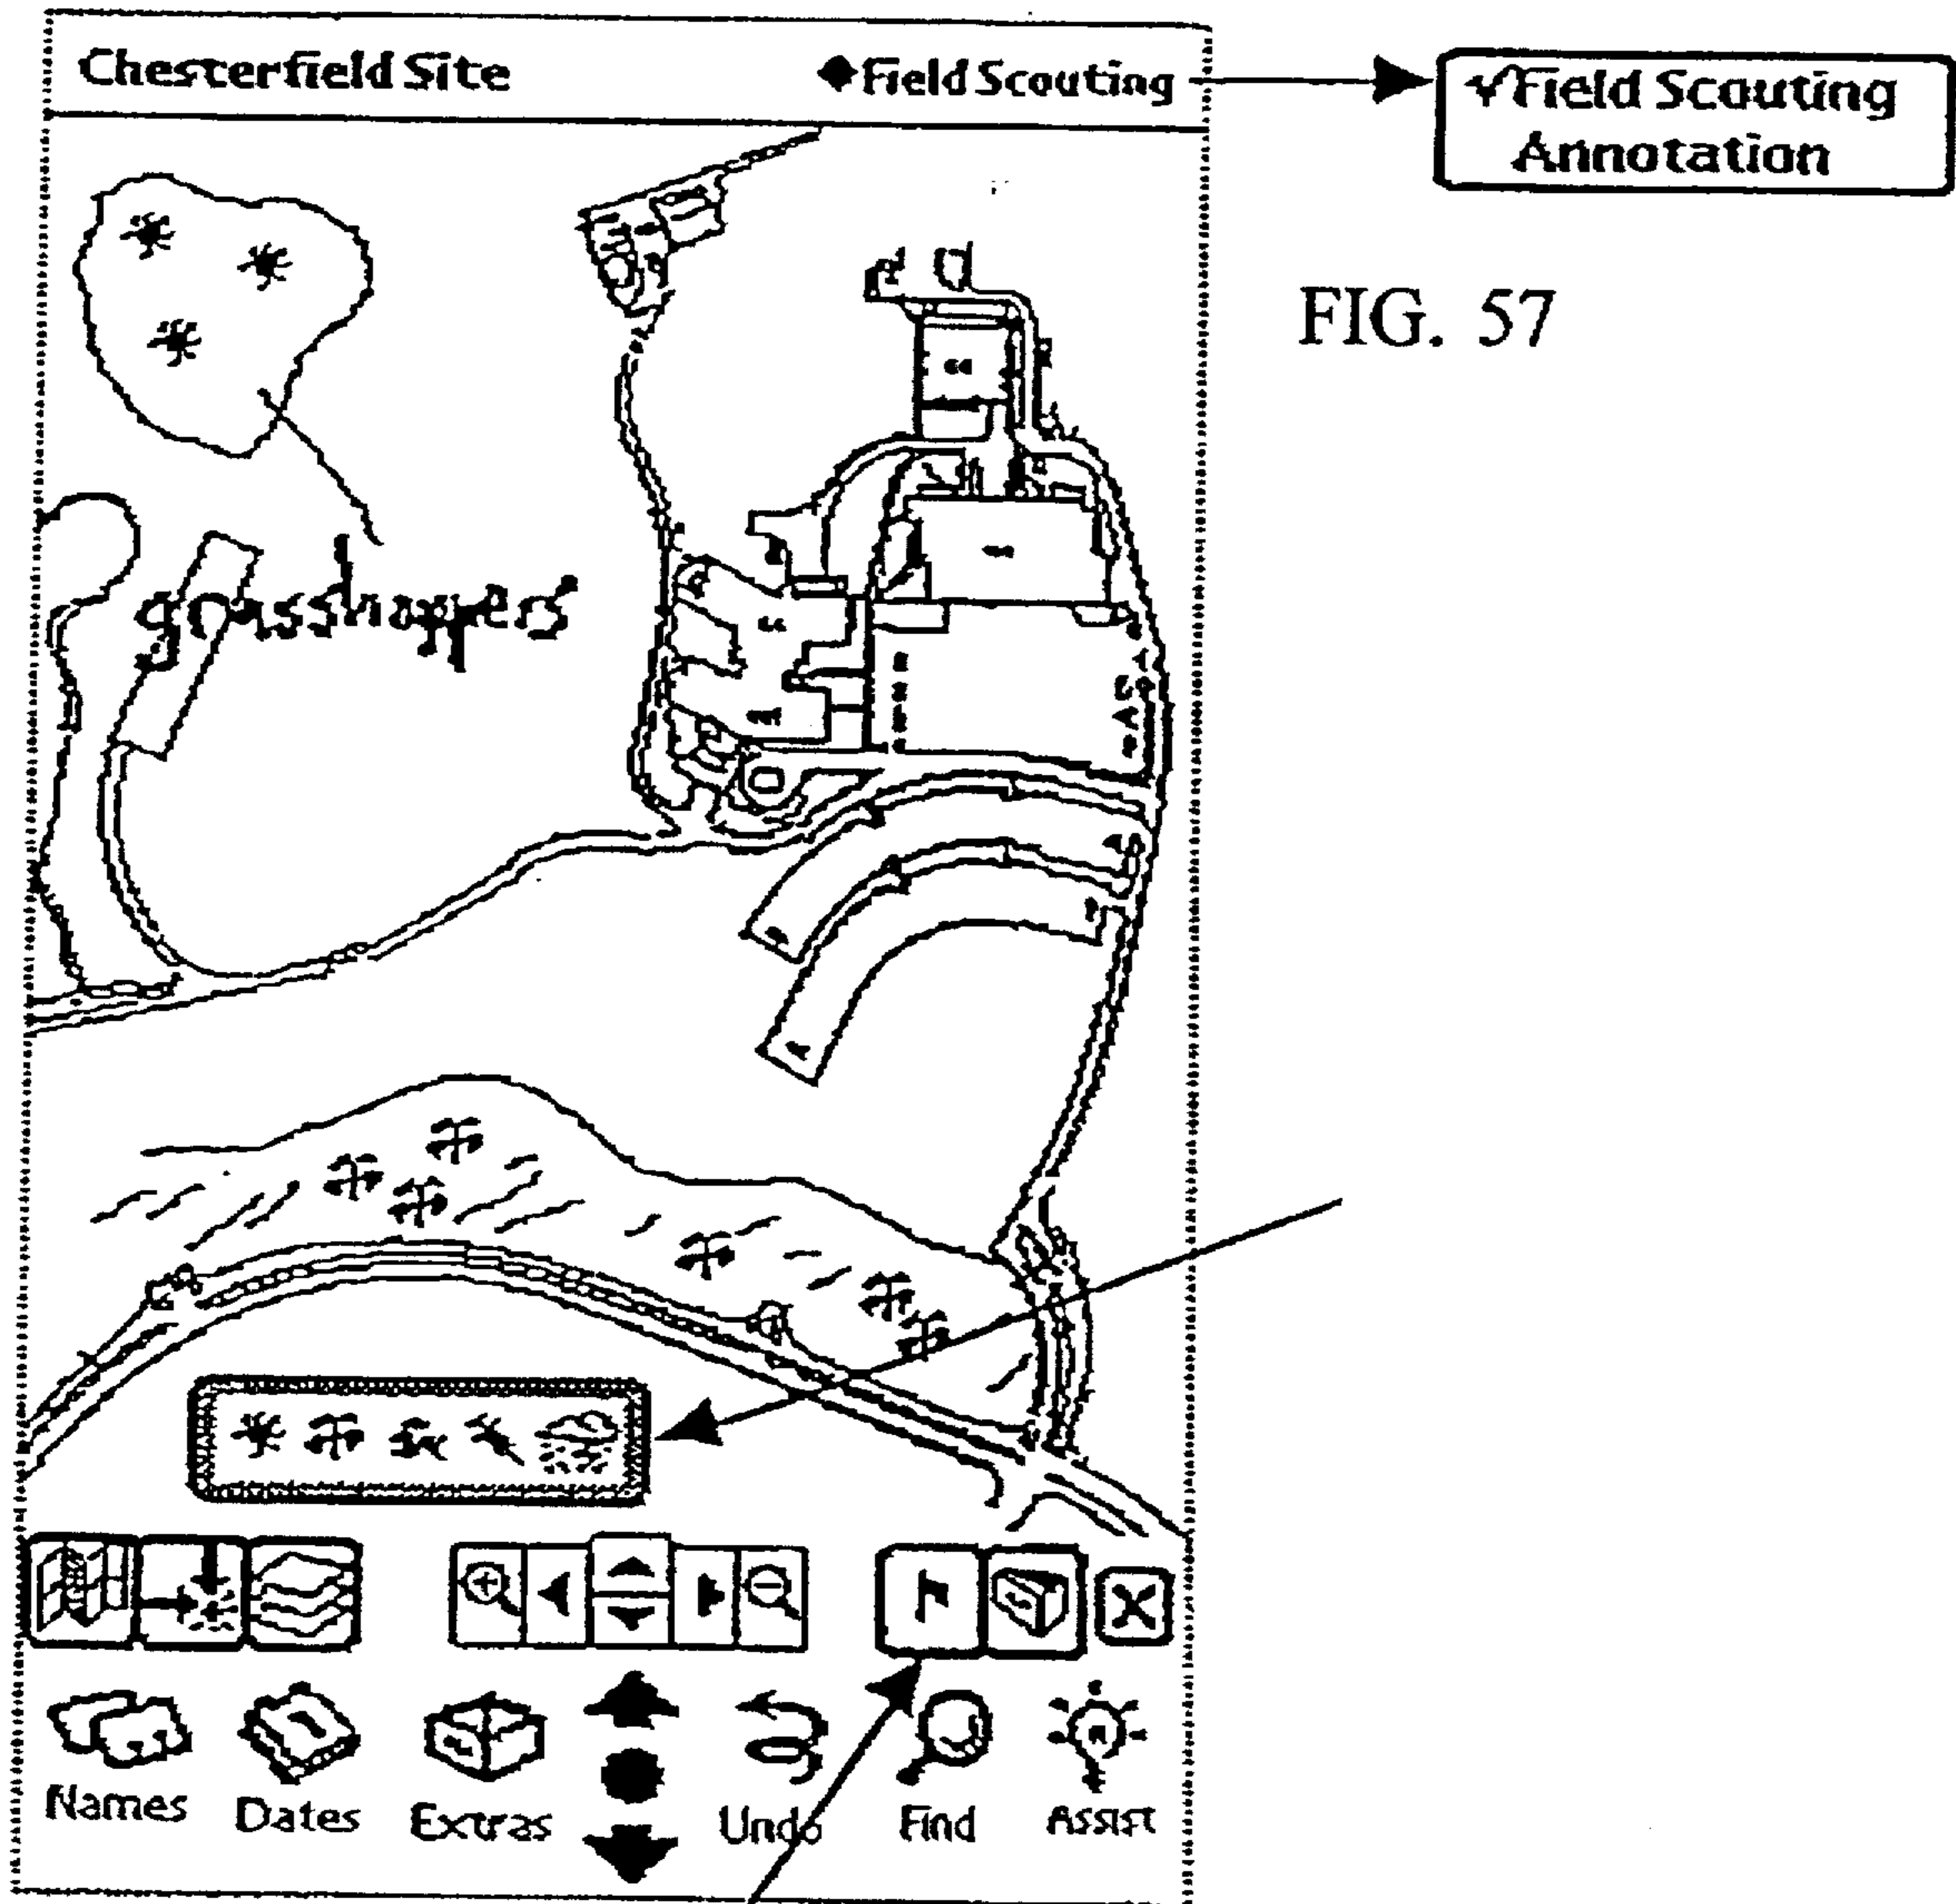 Chesterfield Site
◆Field Scouting
√Field Scouting
Annotation
FIG. 57
grasshoppers
Names
Dates
Extras
Undo
Find
Assist